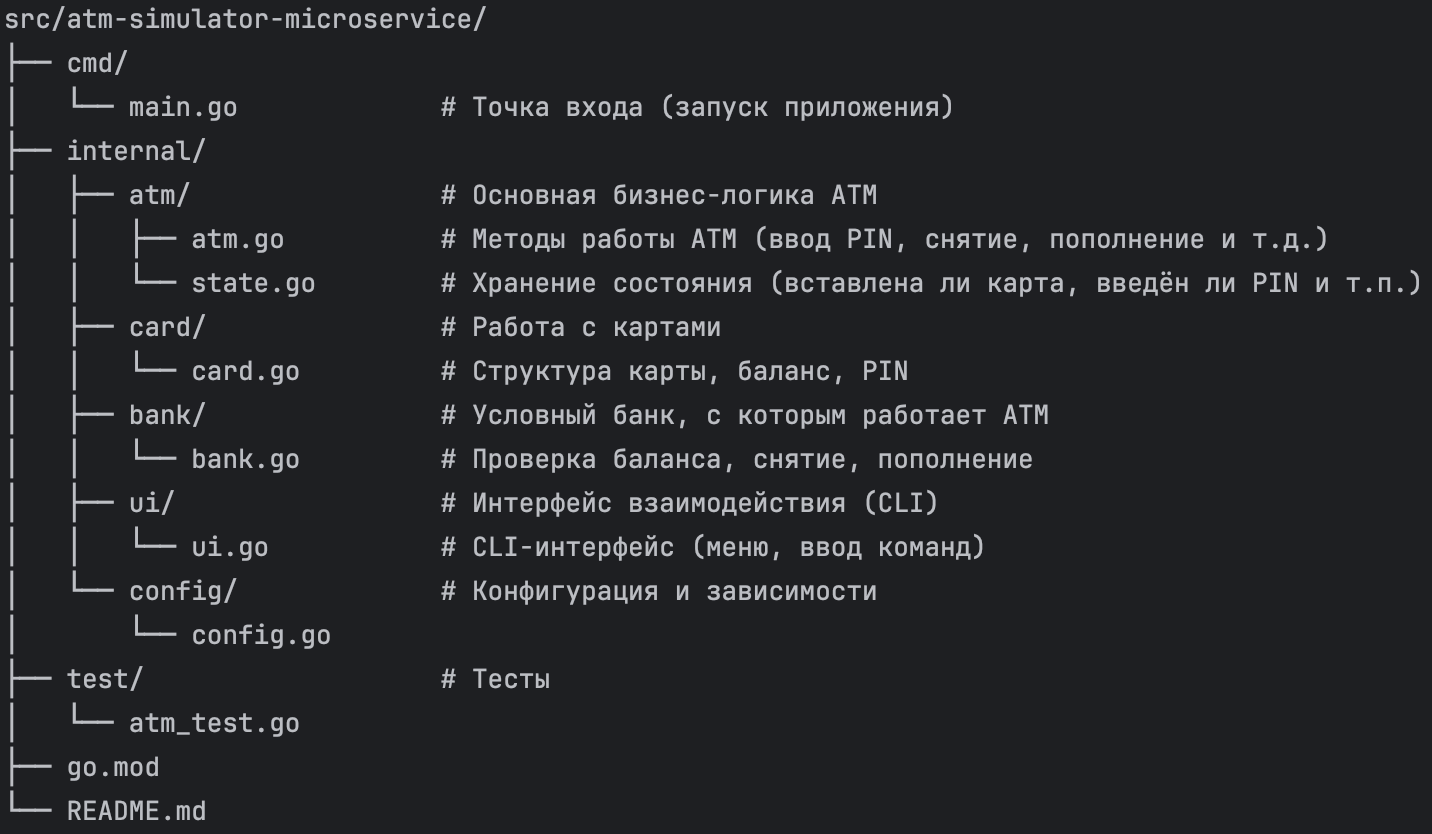 src/atm-simulator-microservice/
├── cmd/
│   └── main.go             # Точка входа (запуск приложения)
├── internal/
│   ├── atm/                # Основная бизнес-логика ATM
│   │   ├── atm.go          # Методы работы ATM (ввод PIN, снятие, пополнение и т.д.)
│   │   └── state.go        # Хранение состояния (вставлена ли карта, введён ли PIN и т.п.)
│   ├── card/               # Работа с картами
│   │   └── card.go         # Структура карты, баланс, PIN
│   ├── bank/               # Условный банк, с которым работает ATM
│   │   └── bank.go         # Проверка баланса, снятие, пополнение
│   ├── ui/                 # Интерфейс взаимодействия (CLI)
│   │   └── ui.go           # CLI-интерфейс (меню, ввод команд)
│   └── config/             # Конфигурация и зависимости
│       └── config.go
├── test/                   # Тесты
│   └── atm_test.go
├── go.mod
└── README.md